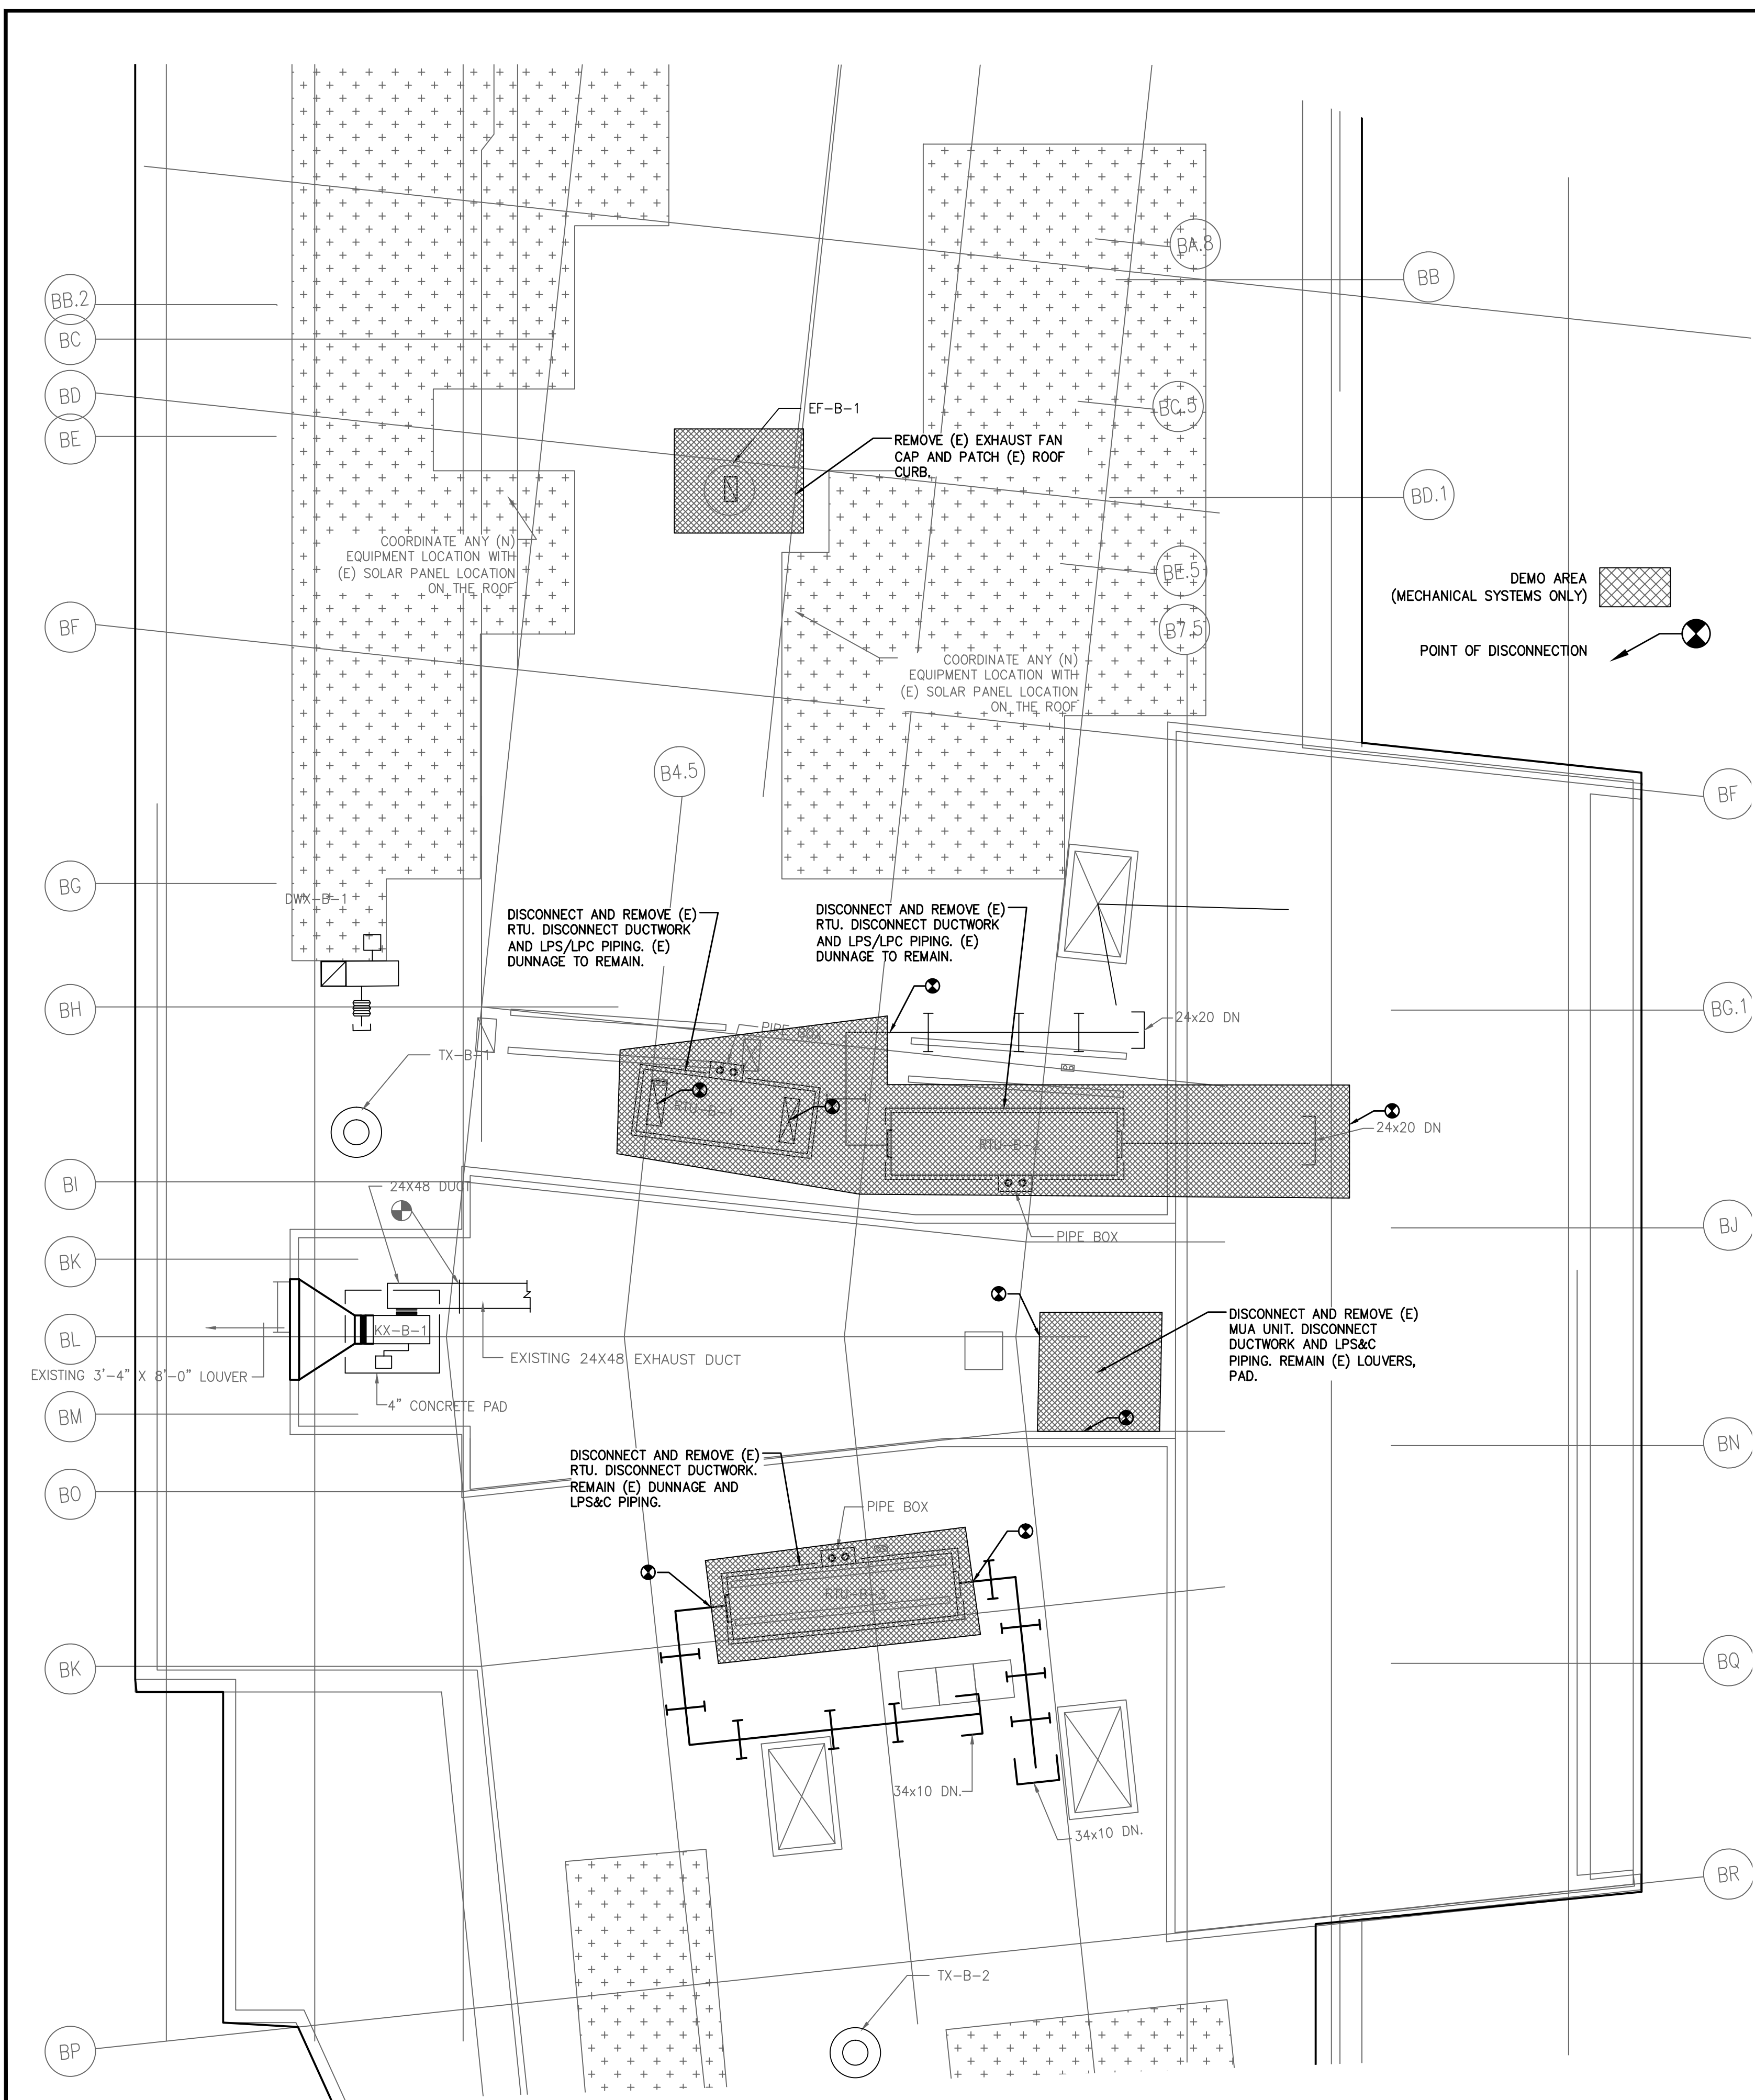 BA.8
BB
BB.2
BC
BD
BE
EF-B-1
BC.5
REMOVE (E) EXHAUST FAN
CAP AND PATCH (E) ROOF
CURB.
BD.1
COORDINATE ANY (N)
EQUIPMENT LOCATION WITH
(E) SOLAR PANEL LOCATION
ON THE ROOF
BE.5
DEMO AREA
(MECHANICAL SYSTEMS ONLY)
BF
B7.5
POINT OF DISCONNECTION
COORDINATE ANY (N)
EQUIPMENT LOCATION WITH
(E) SOLAR PANEL LOCATION
ON THE ROOF
B4.5
BF
BG
DWX-B-1
DISCONNECT AND REMOVE (E)
RTU. DISCONNECT DUCTWORK
AND LPS/LPC PIPING. (E)
DUNNAGE TO REMAIN.
DISCONNECT AND REMOVE (E)
RTU. DISCONNECT DUCTWORK
AND LPS/LPC PIPING. (E)
DUNNAGE TO REMAIN.
BH
BG.1
24x20 DN
PIPE BOX
TX-B-1
RTU-B-1
24x20 DN
RTU-B-2
BI
24X48 DUCT
BJ
PIPE BOX
BK
KX-B-1
BL
DISCONNECT AND REMOVE (E)
MUA UNIT. DISCONNECT
DUCTWORK AND LPS&C
PIPING. REMAIN (E) LOUVERS,
PAD.
EXISTING 24X48 EXHAUST DUCT
EXISTING 3'-4" X 8'-0" LOUVER
4" CONCRETE PAD
BM
BN
DISCONNECT AND REMOVE (E)
RTU. DISCONNECT DUCTWORK.
REMAIN (E) DUNNAGE AND
LPS&C PIPING.
BO
PIPE BOX
RTU-B-3
BK
BQ
34x10 DN.
34x10 DN.
BR
TX-B-2
BP